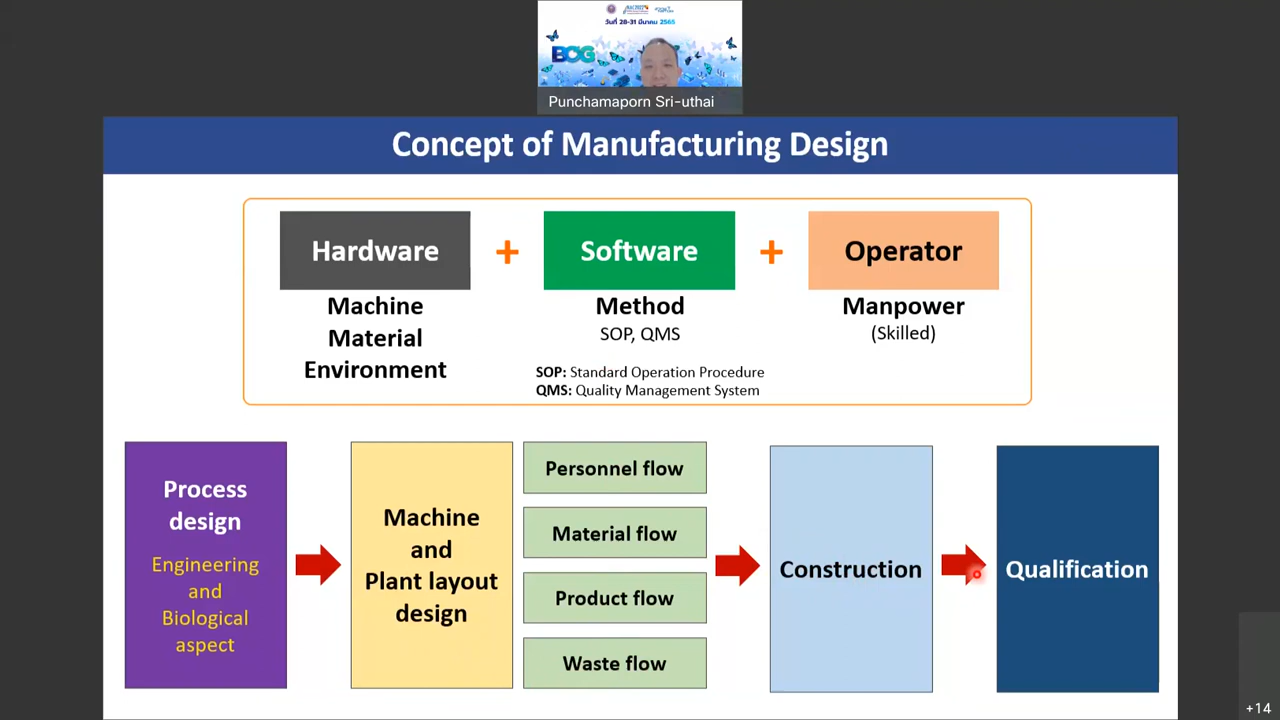 วันที่ 28-31 มีนาคม 2565
BCG
Punchamaporn Sri-uthai
Concept of Manufacturing Design
Hardware + Software + Operator
Machine
Material
Environment
Method
SOP, QMS
SOP: Standard Operation Procedure
QMS: Quality Management System
Manpower
(Skilled)
Process
design
Engineering
and
Biological
aspect
Machine
and
Plant layout
design
Personnel flow
Material flow
Product flow
Waste flow
Construction
Qualification
+14